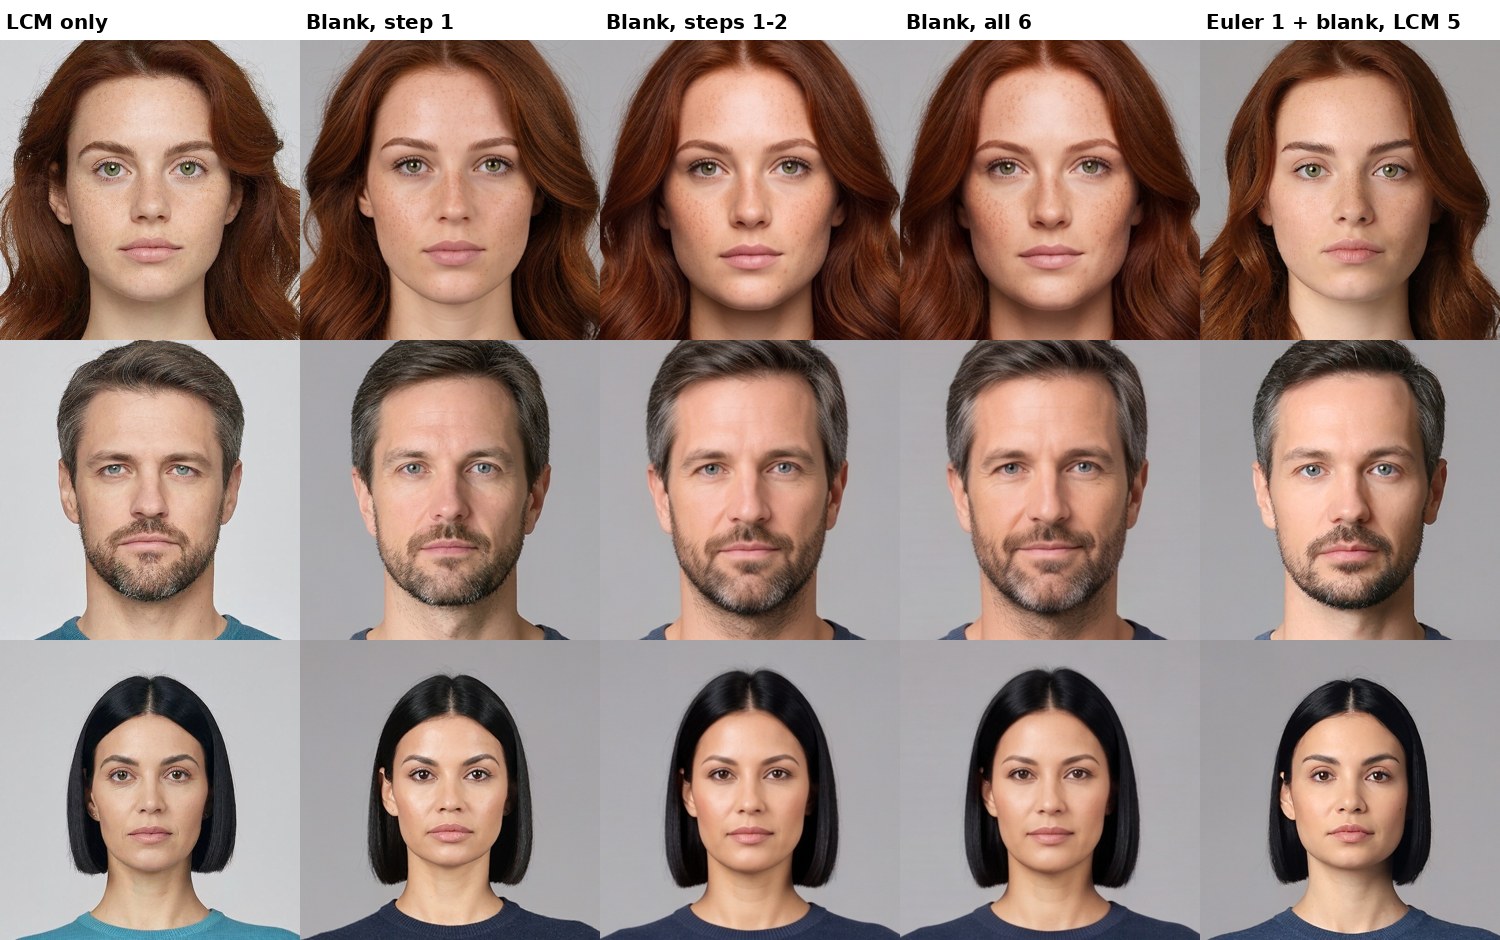 LCM only
Blank, step 1
Blank, steps 1-2
Blank, all 6
Euler 1 + blank, LCM 5